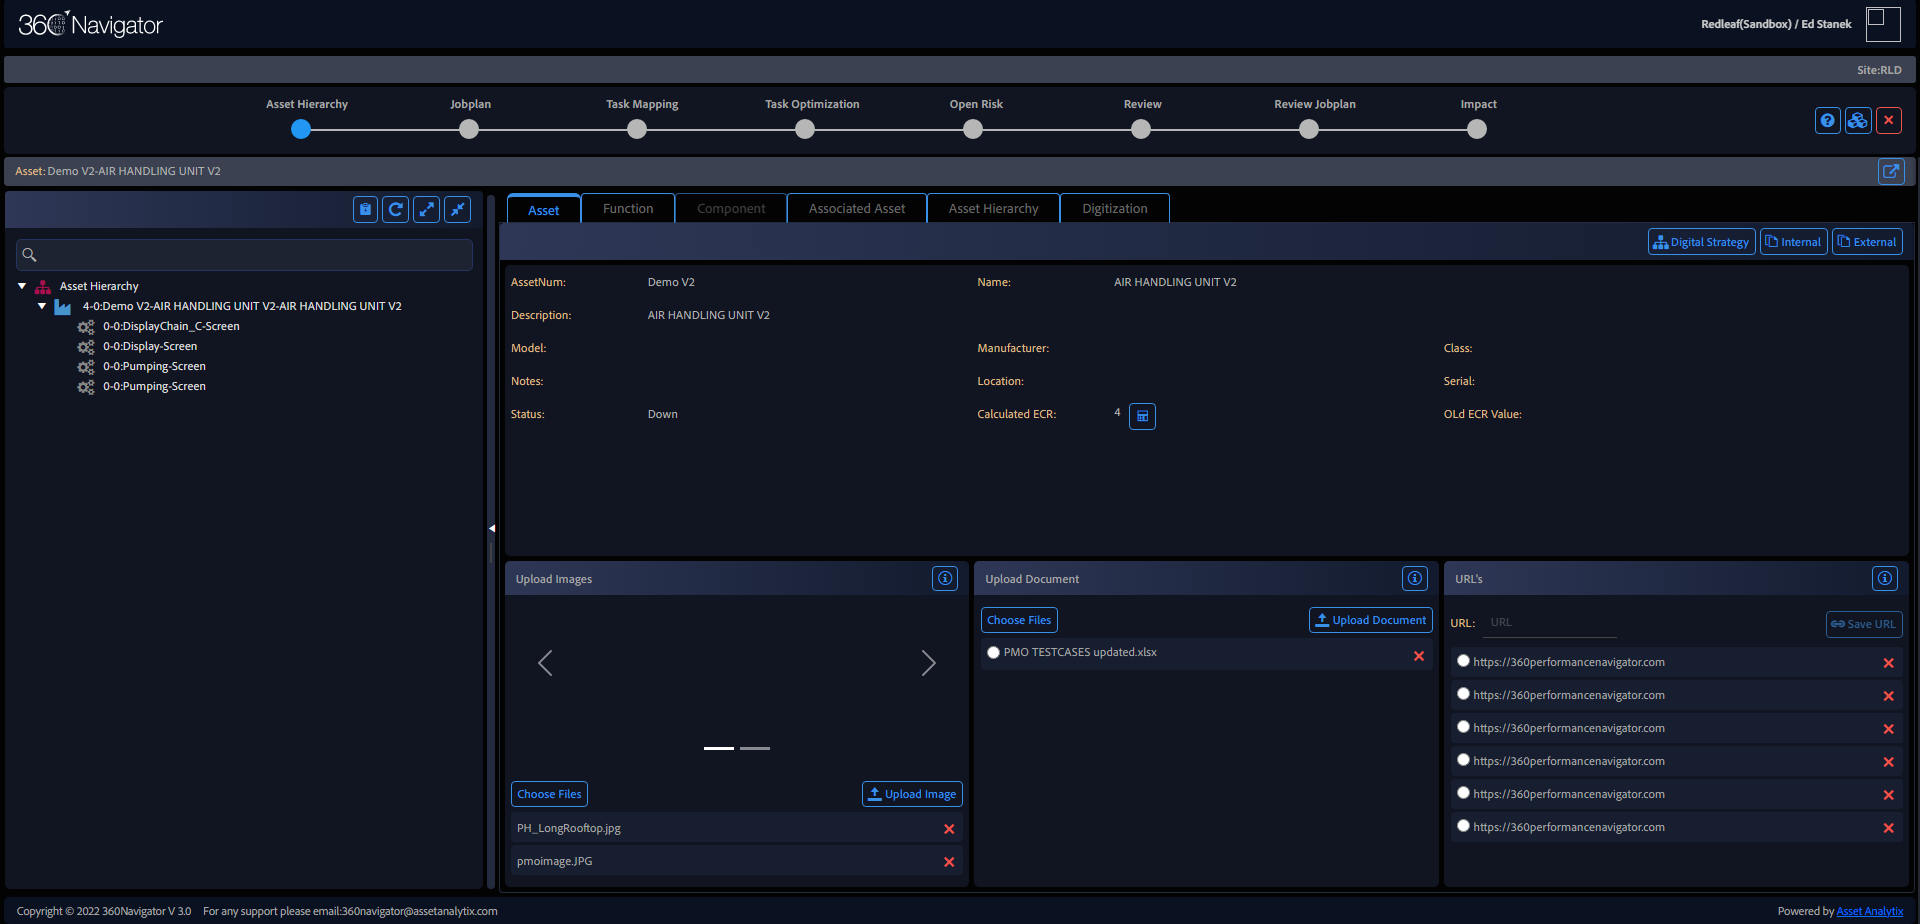 360 Navigator
Redleaf(Sandbox) / Ed Stanek
Site:RLD
Asset Hierarchy Jobplan Task Mapping Task Optimization Open Risk Review Review Jobplan Impact
Asset: Demo V2-AIR HANDLING UNIT V2
Asset Function Component Associated Asset Asset Hierarchy Digitization
Digital Strategy Internal External
Asset Hierarchy
4-0:Demo V2-AIR HANDLING UNIT V2-AIR HANDLING UNIT V2
0-0:DisplayChain_C-Screen
0-0:Display-Screen
0-0:Pumping-Screen
0-0:Pumping-Screen
AssetNum: Demo V2 Name: AIR HANDLING UNIT V2
Description: AIR HANDLING UNIT V2
Model: Manufacturer: Class:
Notes: Location: Serial:
Status: Down Calculated ECR: 4 OLd ECR Value:
Upload Images
Choose Files Upload Image
PH_LongRooftop.jpg
pmoimage.JPG
Upload Document
Choose Files Upload Document
PMO TESTCASES updated.xlsx
URL's
URL: URL Save URL
https://360performancenavigator.com
https://360performancenavigator.com
https://360performancenavigator.com
https://360performancenavigator.com
https://360performancenavigator.com
https://360performancenavigator.com
Copyright © 2022 360Navigator V 3.0 For any support please email:360navigator@assetanalytix.com
Powered by Asset Analytix